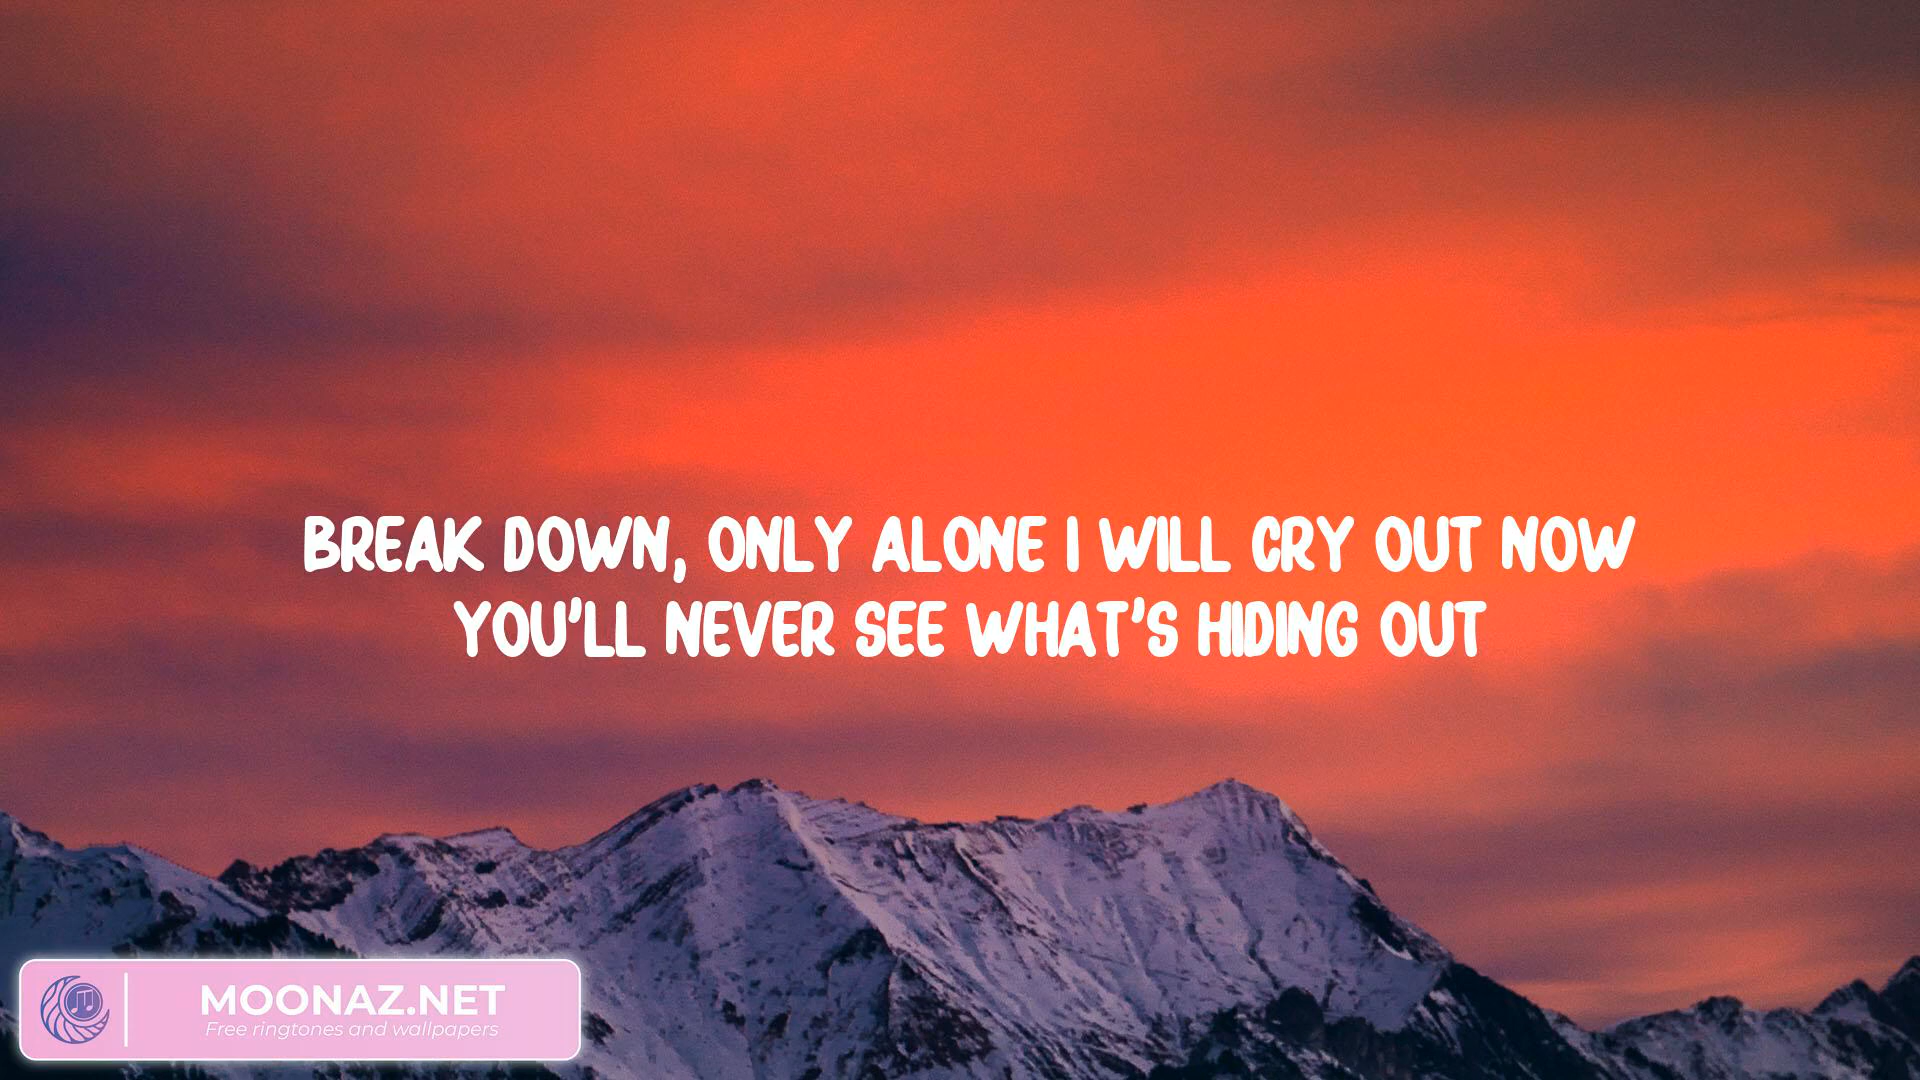 BREAK DOWN, ONLY ALONE I WILL CRY OUT NOW
YOU'LL NEVER SEE WHAT'S HIDING OUT
MOONAZ.NET
Free ringtones and wallpapers